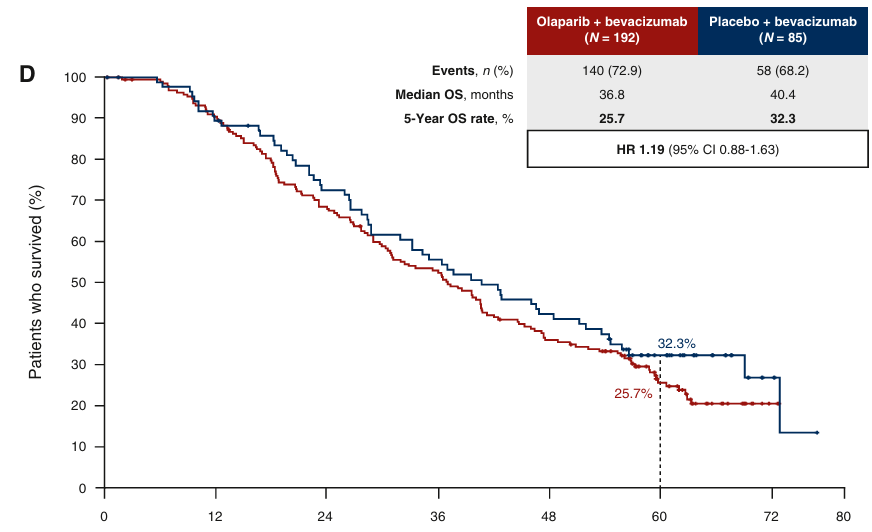 Olaparib + bevacizumab Placebo + bevacizumab
(N = 192) (N = 85)
D
Events, n (%) 140 (72.9) 58 (68.2)
Median OS, months 36.8 40.4
5-Year OS rate, % 25.7 32.3
HR 1.19 (95% CI 0.88-1.63)
Patients who survived (%)
100
90
80
70
60
50
40
30
20
10
0
32.3%
25.7%
0 12 24 36 48 60 72 80